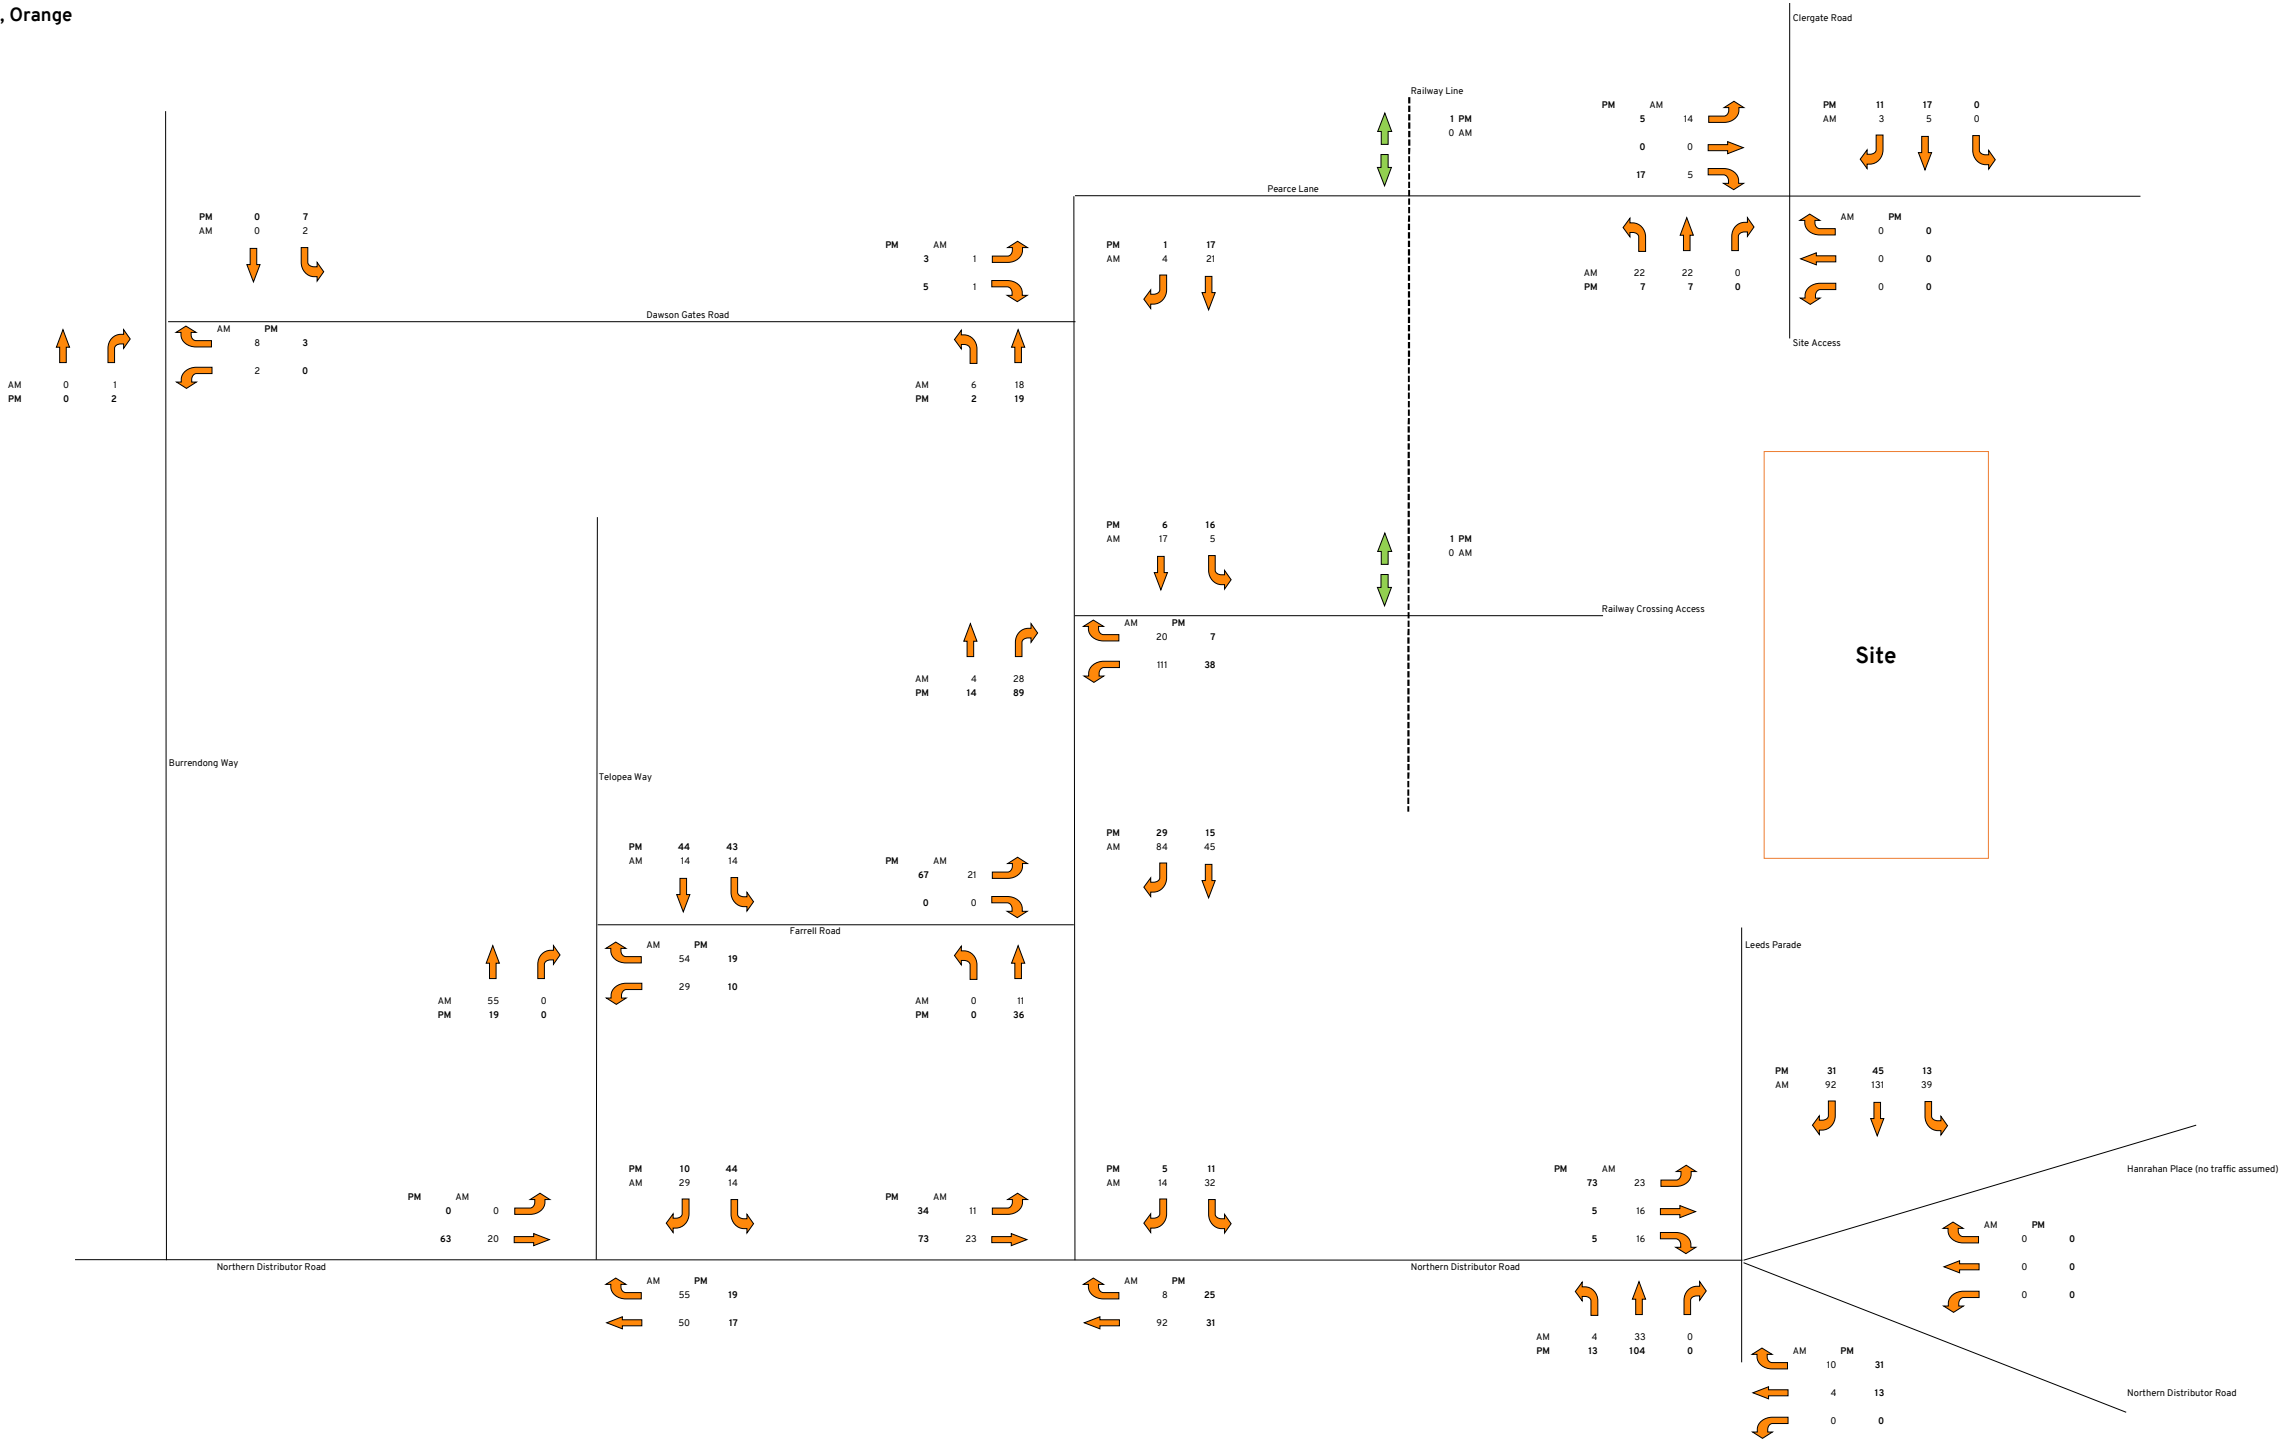 , Orange
Clergate Road
Railway Line
1 PM
0 AM
PM AM
5 14
0 0
17 5
PM 11 17 0
AM 3 5 0
Pearce Lane
PM 0 7
AM 0 2
PM AM
3 1
5 1
PM 1 17
AM 4 21
AM 22 22 0
PM 7 7 0
AM PM
0 0
0 0
0 0
Dawson Gates Road
Site Access
AM 0 1
PM 0 2
AM PM
8 3
2 0
AM 6 18
PM 2 19
PM 6 16
AM 17 5
1 PM
0 AM
Railway Crossing Access
AM PM
20 7
111 38
AM 4 28
PM 14 89
Site
Burrendong Way
Telopea Way
PM 44 43
AM 14 14
PM AM
67 21
0 0
PM 29 15
AM 84 45
Farrell Road
Leeds Parade
AM PM
54 19
29 10
AM 55 0
PM 19 0
AM 0 11
PM 0 36
PM 31 45 13
AM 92 131 39
Hanrahan Place (no traffic assumed)
PM AM
0 0
63 20
PM 10 44
AM 29 14
PM AM
34 11
73 23
PM 5 11
AM 14 32
PM AM
73 23
5 16
5 16
AM PM
0 0
0 0
0 0
Northern Distributor Road
Northern Distributor Road
AM PM
55 19
50 17
AM PM
8 25
92 31
AM 4 33 0
PM 13 104 0
AM PM
10 31
4 13
0 0
Northern Distributor Road